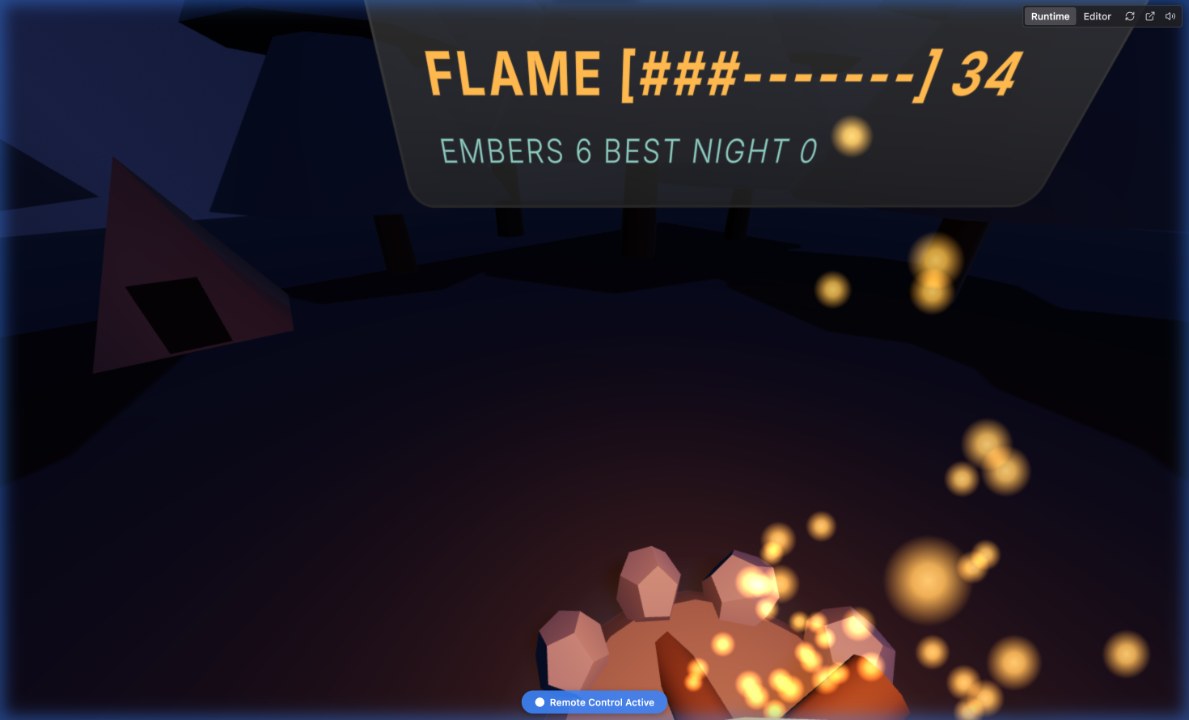 Runtime Editor
FLAME [###-------] 34
EMBERS 6 BEST NIGHT 0
Remote Control Active